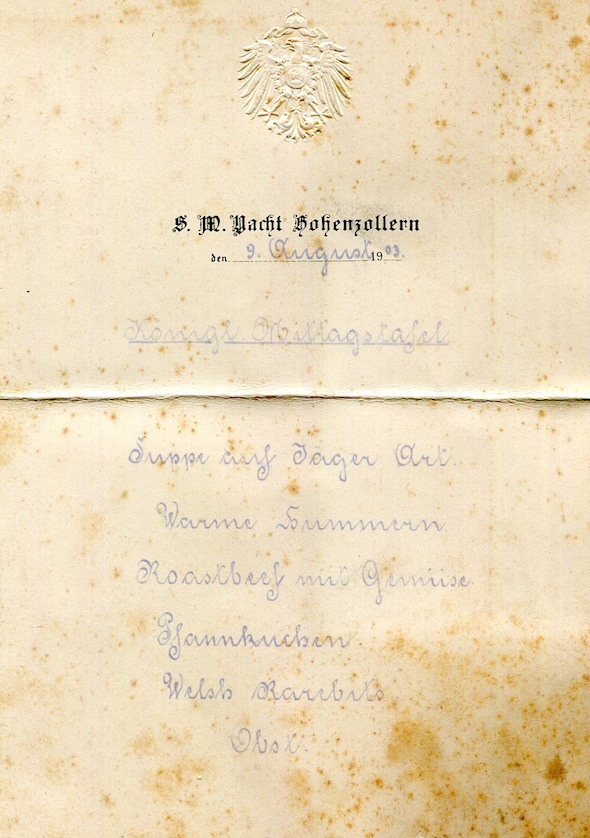 S. M. Yacht Hohenzollern
den 9. August 1903.
Königl Mittagstafel
Suppe auf Jäger Art.
Warme Hummern.
Roastbeef mit Gemüise
Pfannkuchen.
Welsh Rarebits
Obst.